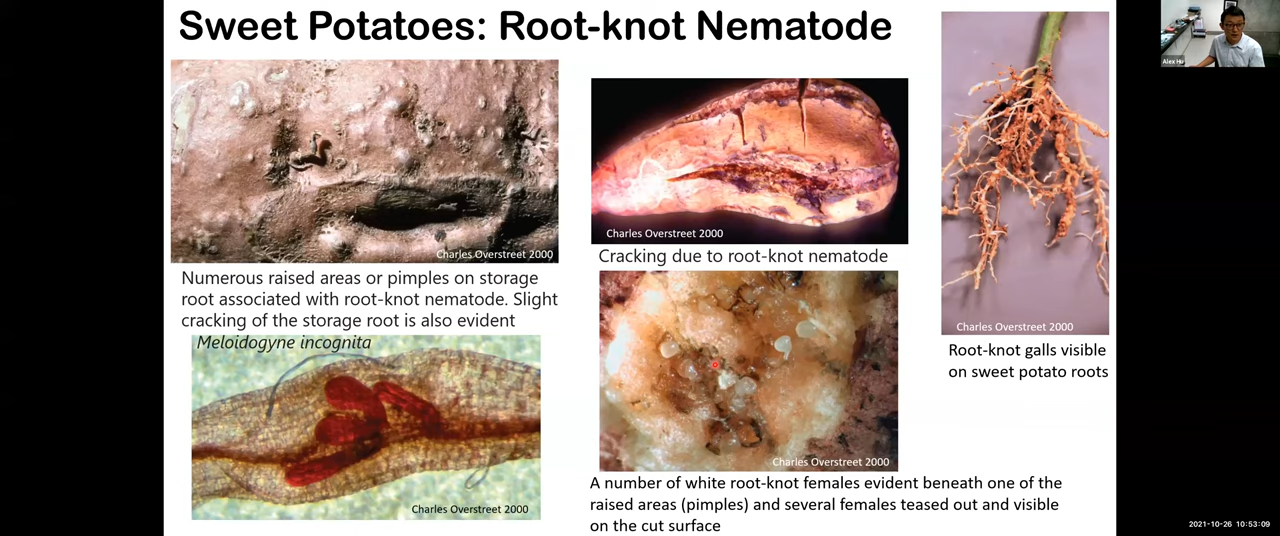 Sweet Potatoes: Root-knot Nematode
Charles Overstreet 2000
Numerous raised areas or pimples on storage
root associated with root-knot nematode. Slight
cracking of the storage root is also evident
Meloidogyne incognita
Charles Overstreet 2000
Charles Overstreet 2000
Cracking due to root-knot nematode
Charles Overstreet 2000
A number of white root-knot females evident beneath one of the
raised areas (pimples) and several females teased out and visible
on the cut surface
Charles Overstreet 2000
Root-knot galls visible
on sweet potato roots
Alex Hu
2021-10-26 10:53:09